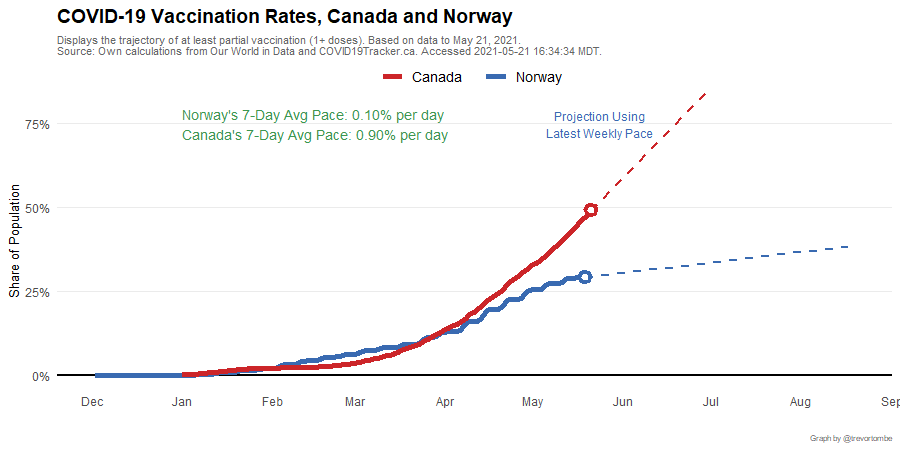 COVID-19 Vaccination Rates, Canada and Norway
Displays the trajectory of at least partial vaccination (1+ doses). Based on data to May 21, 2021.
Source: Own calculations from Our World in Data and COVID19Tracker.ca. Accessed 2021-05-21 16:34:34 MDT.
Canada Norway
Norway's 7-Day Avg Pace: 0.10% per day
Canada's 7-Day Avg Pace: 0.90% per day
Projection Using
Latest Weekly Pace
Share of Population
75%
50%
25%
0%
Dec Jan Feb Mar Apr May Jun Jul Aug Sep
Graph by @trevortombe